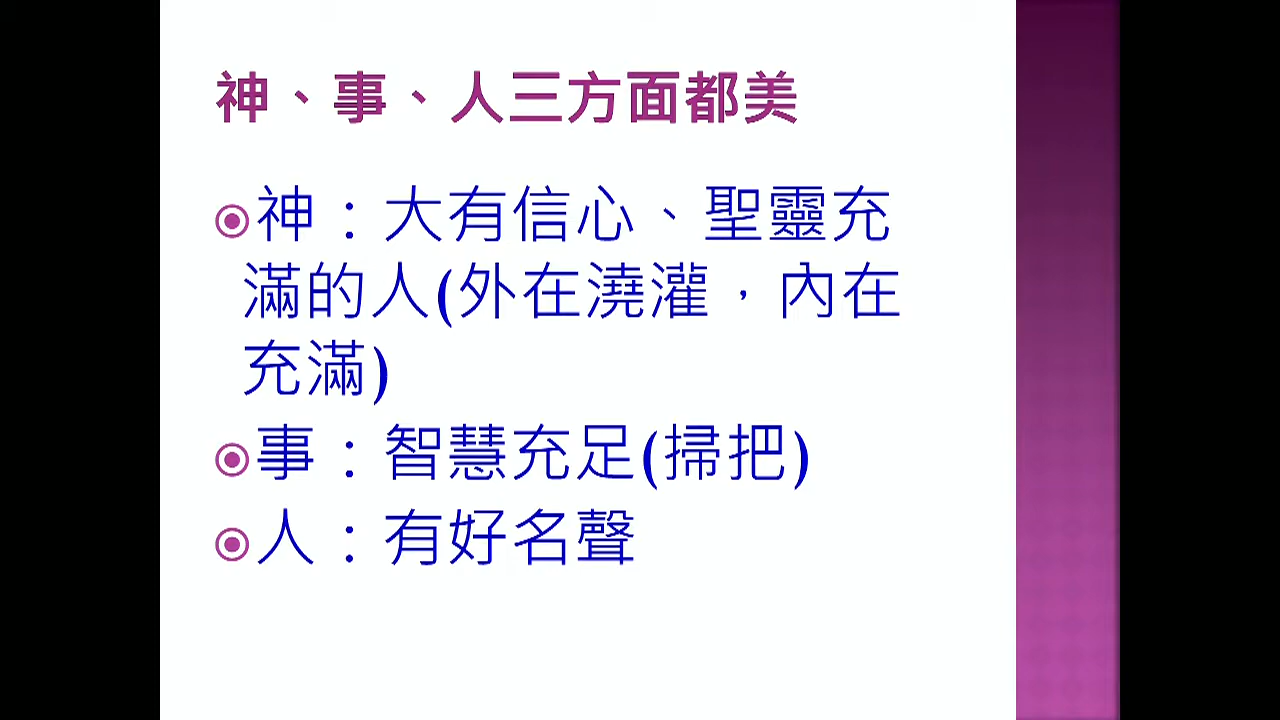 神、事、人三方面都美
神：大有信心、聖靈充
滿的人(外在澆灌，內在
充滿)
事：智慧充足(掃把)
人：有好名聲